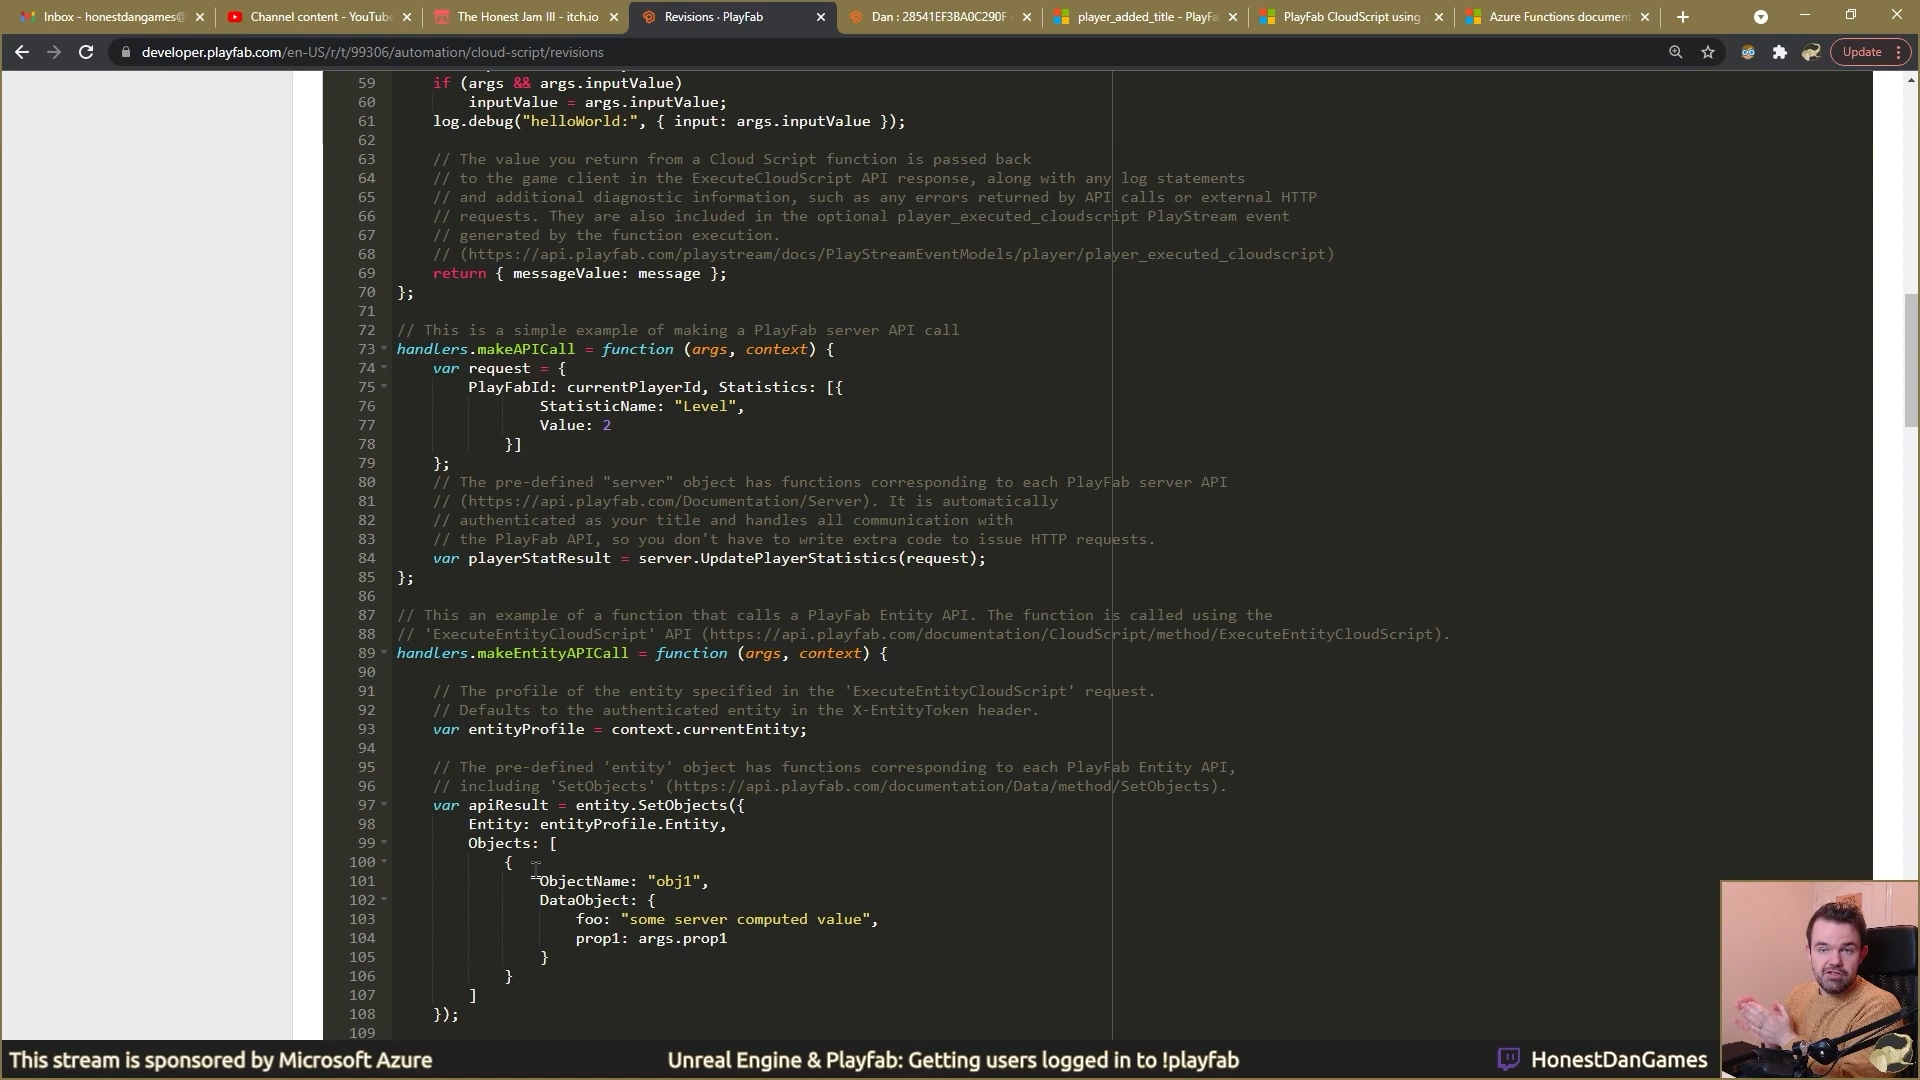 Inbox - honestdangames@
Channel content - YouTube
The Honest Jam III - itch.io
Revisions · PlayFab
Dan : 28541EF3BA0C290F
player_added_title - PlayFa
PlayFab CloudScript using
Azure Functions document
developer.playfab.com/en-US/r/t/99306/automation/cloud-script/revisions
Update
59 if (args && args.inputValue)
60 inputValue = args.inputValue;
61 log.debug("helloWorld:", { input: args.inputValue });
62
63 // The value you return from a Cloud Script function is passed back
64 // to the game client in the ExecuteCloudScript API response, along with any log statements
65 // and additional diagnostic information, such as any errors returned by API calls or external HTTP
66 // requests. They are also included in the optional player_executed_cloudscript PlayStream event
67 // generated by the function execution.
68 // (https://api.playfab.com/playstream/docs/PlayStreamEventModels/player/player_executed_cloudscript)
69 return { messageValue: message };
70 };
71
72 // This is a simple example of making a PlayFab server API call
73 handlers.makeAPICall = function (args, context) {
74 var request = {
75 PlayFabId: currentPlayerId, Statistics: [{
76 StatisticName: "Level",
77 Value: 2
78 }]
79 };
80 // The pre-defined "server" object has functions corresponding to each PlayFab server API
81 // (https://api.playfab.com/Documentation/Server). It is automatically
82 // authenticated as your title and handles all communication with
83 // the PlayFab API, so you don't have to write extra code to issue HTTP requests.
84 var playerStatResult = server.UpdatePlayerStatistics(request);
85 };
86
87 // This an example of a function that calls a PlayFab Entity API. The function is called using the
88 // 'ExecuteEntityCloudScript' API (https://api.playfab.com/documentation/CloudScript/method/ExecuteEntityCloudScript).
89 handlers.makeEntityAPICall = function (args, context) {
90
91 // The profile of the entity specified in the 'ExecuteEntityCloudScript' request.
92 // Defaults to the authenticated entity in the X-EntityToken header.
93 var entityProfile = context.currentEntity;
94
95 // The pre-defined 'entity' object has functions corresponding to each PlayFab Entity API,
96 // including 'SetObjects' (https://api.playfab.com/documentation/Data/method/SetObjects).
97 var apiResult = entity.SetObjects({
98 Entity: entityProfile.Entity,
99 Objects: [
100 {
101 ObjectName: "obj1",
102 DataObject: {
103 foo: "some server computed value",
104 prop1: args.prop1
105 }
106 }
107 ]
108 });
109
This stream is sponsored by Microsoft Azure
Unreal Engine & Playfab: Getting users logged in to !playfab
HonestDanGames